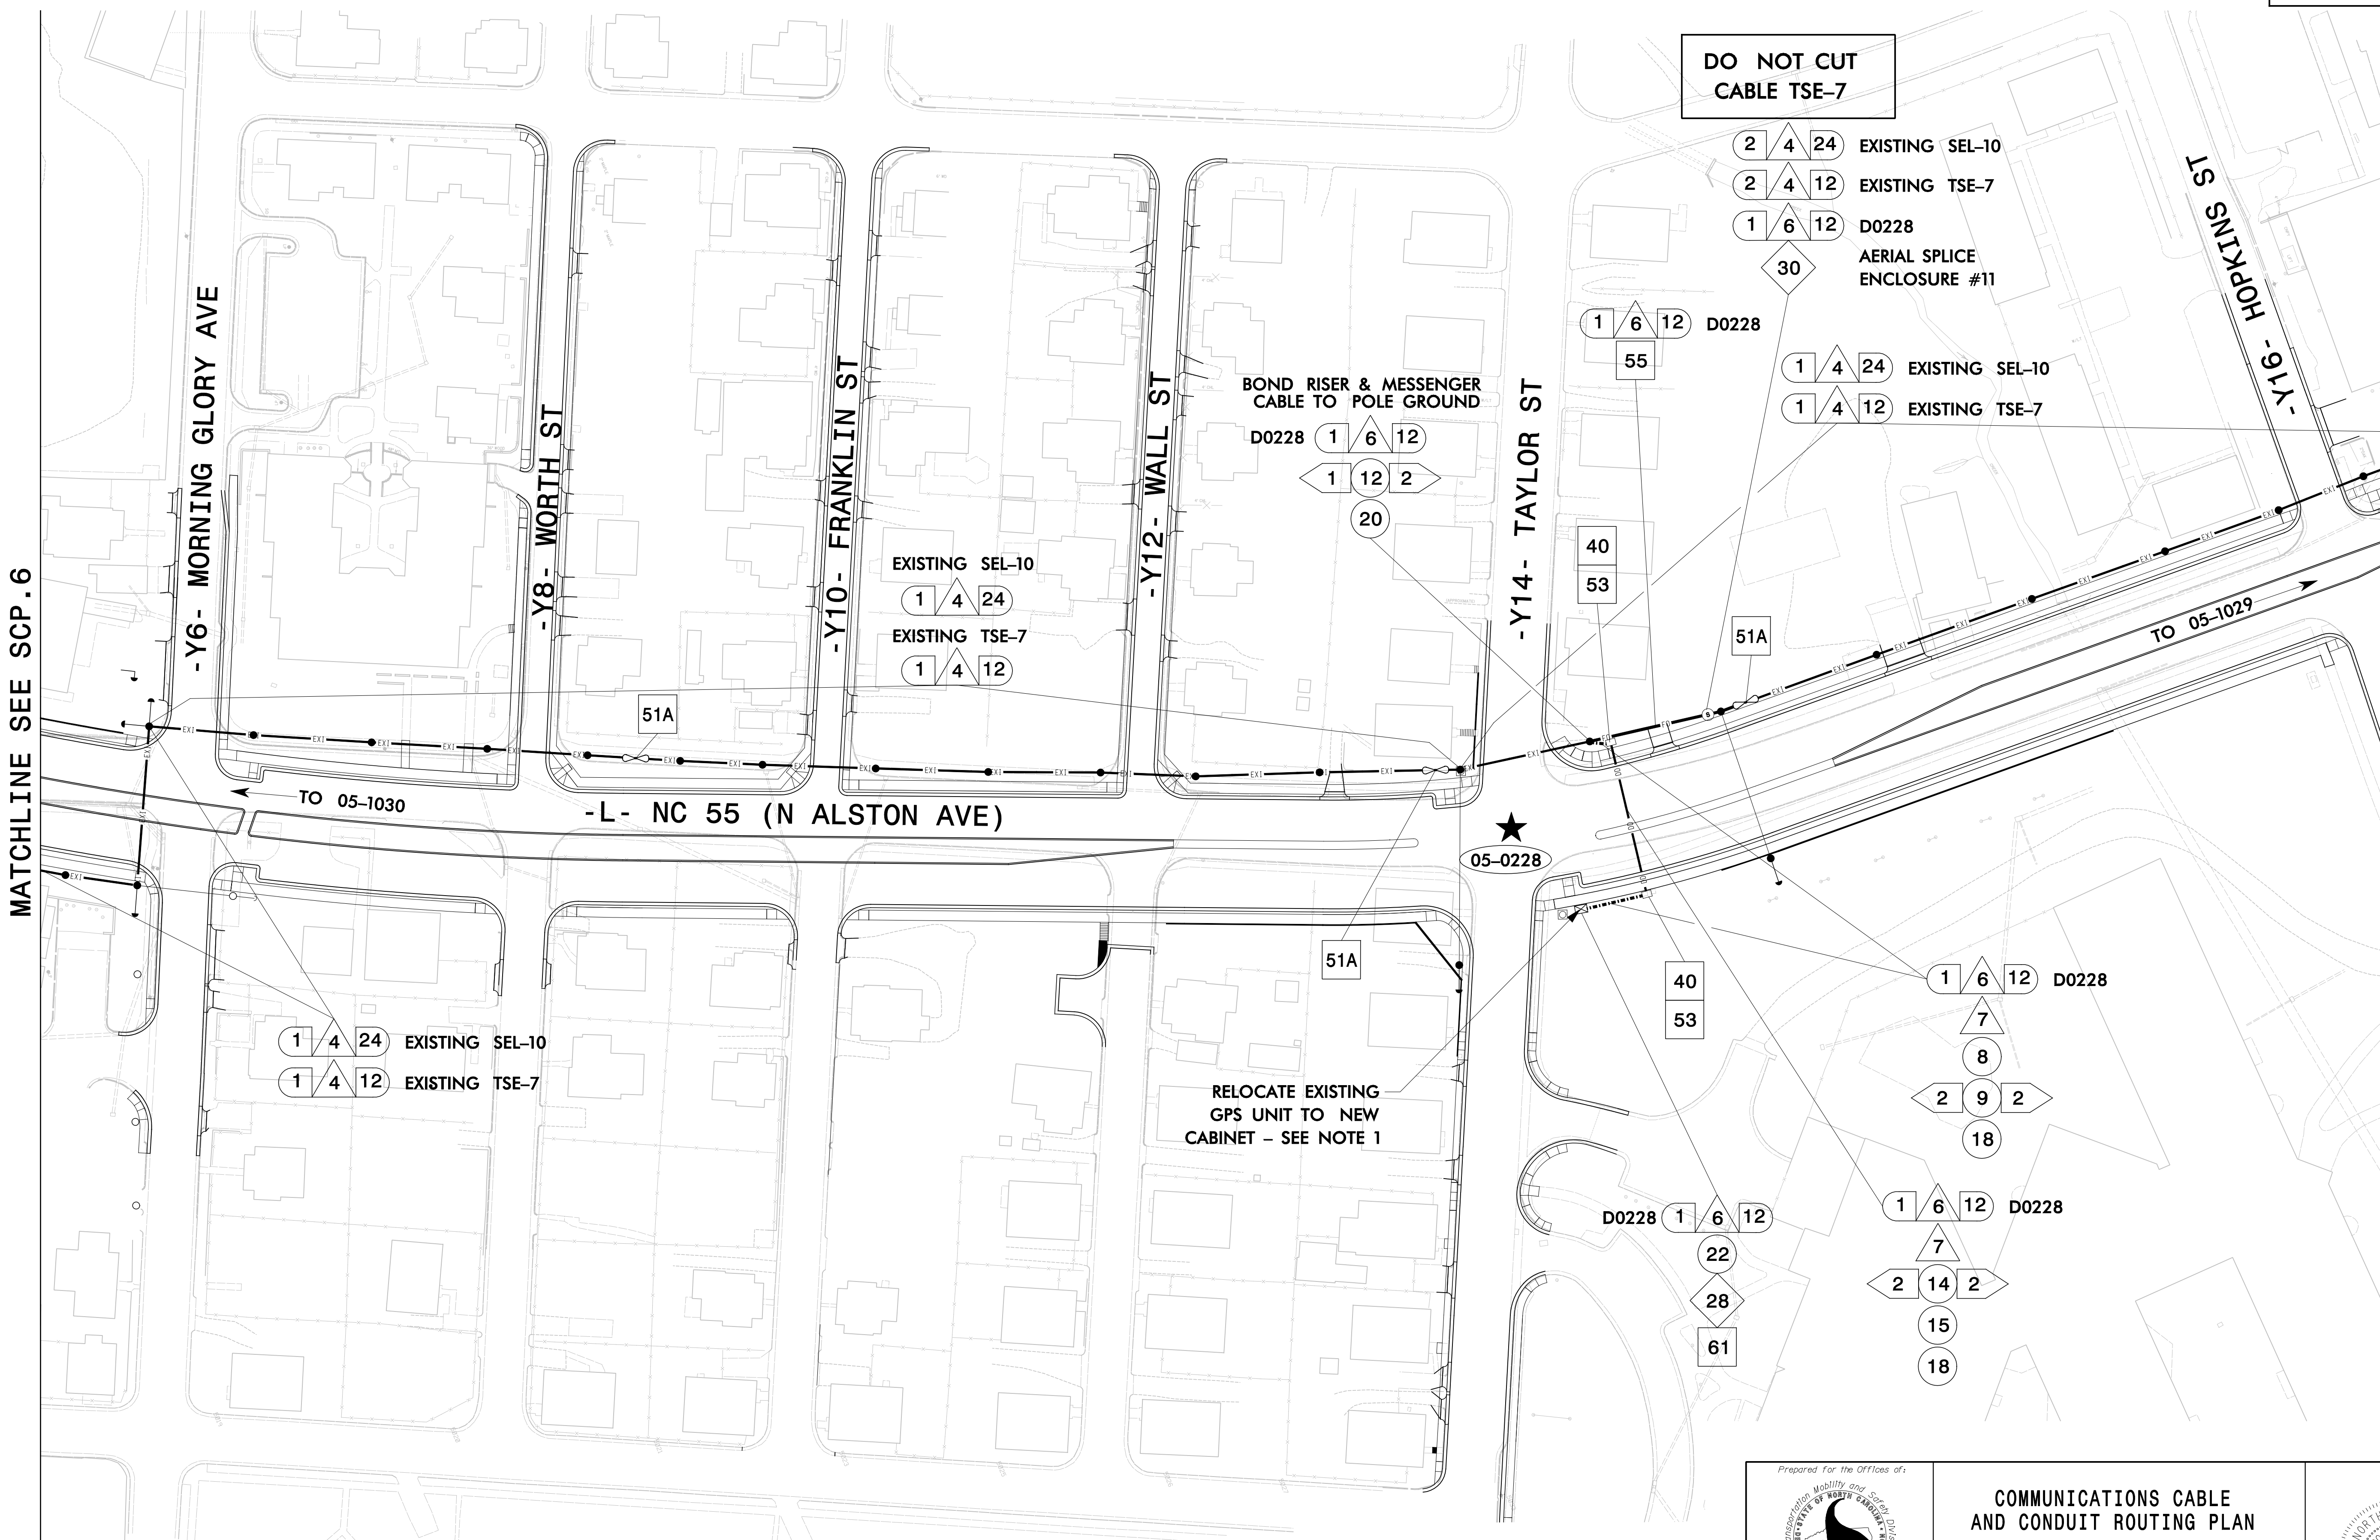 DO NOT CUT
CABLE TSE-7
2 4 24 EXISTING SEL-10
2 4 12 EXISTING TSE-7
1 6 12 D0228
30
AERIAL SPLICE
ENCLOSURE #11
1 6 12 D0228
55
1 4 24 EXISTING SEL-10
1 4 12 EXISTING TSE-7
BOND RISER & MESSENGER
CABLE TO POLE GROUND
D0228 1 6 12
1 12 2
20
40
53
51A
EXISTING SEL-10
1 4 24
EXISTING TSE-7
1 4 12
51A
MATCHLINE SEE SCP.6
-Y6- MORNING GLORY AVE
-Y8- WORTH ST
-Y10- FRANKLIN ST
-Y12- WALL ST
-Y14- TAYLOR ST
-Y16- HOPKINS ST
TO 05-1029
TO 05-1030
-L- NC 55 (N ALSTON AVE)
05-0228
51A
40
53
1 6 12 D0228
7
8
2 9 2
18
1 4 24 EXISTING SEL-10
1 4 12 EXISTING TSE-7
RELOCATE EXISTING
GPS UNIT TO NEW
CABINET - SEE NOTE 1
D0228 1 6 12
22
28
61
1 6 12 D0228
7
2 14 2
15
18
Prepared for the Offices of:
COMMUNICATIONS CABLE
AND CONDUIT ROUTING PLAN